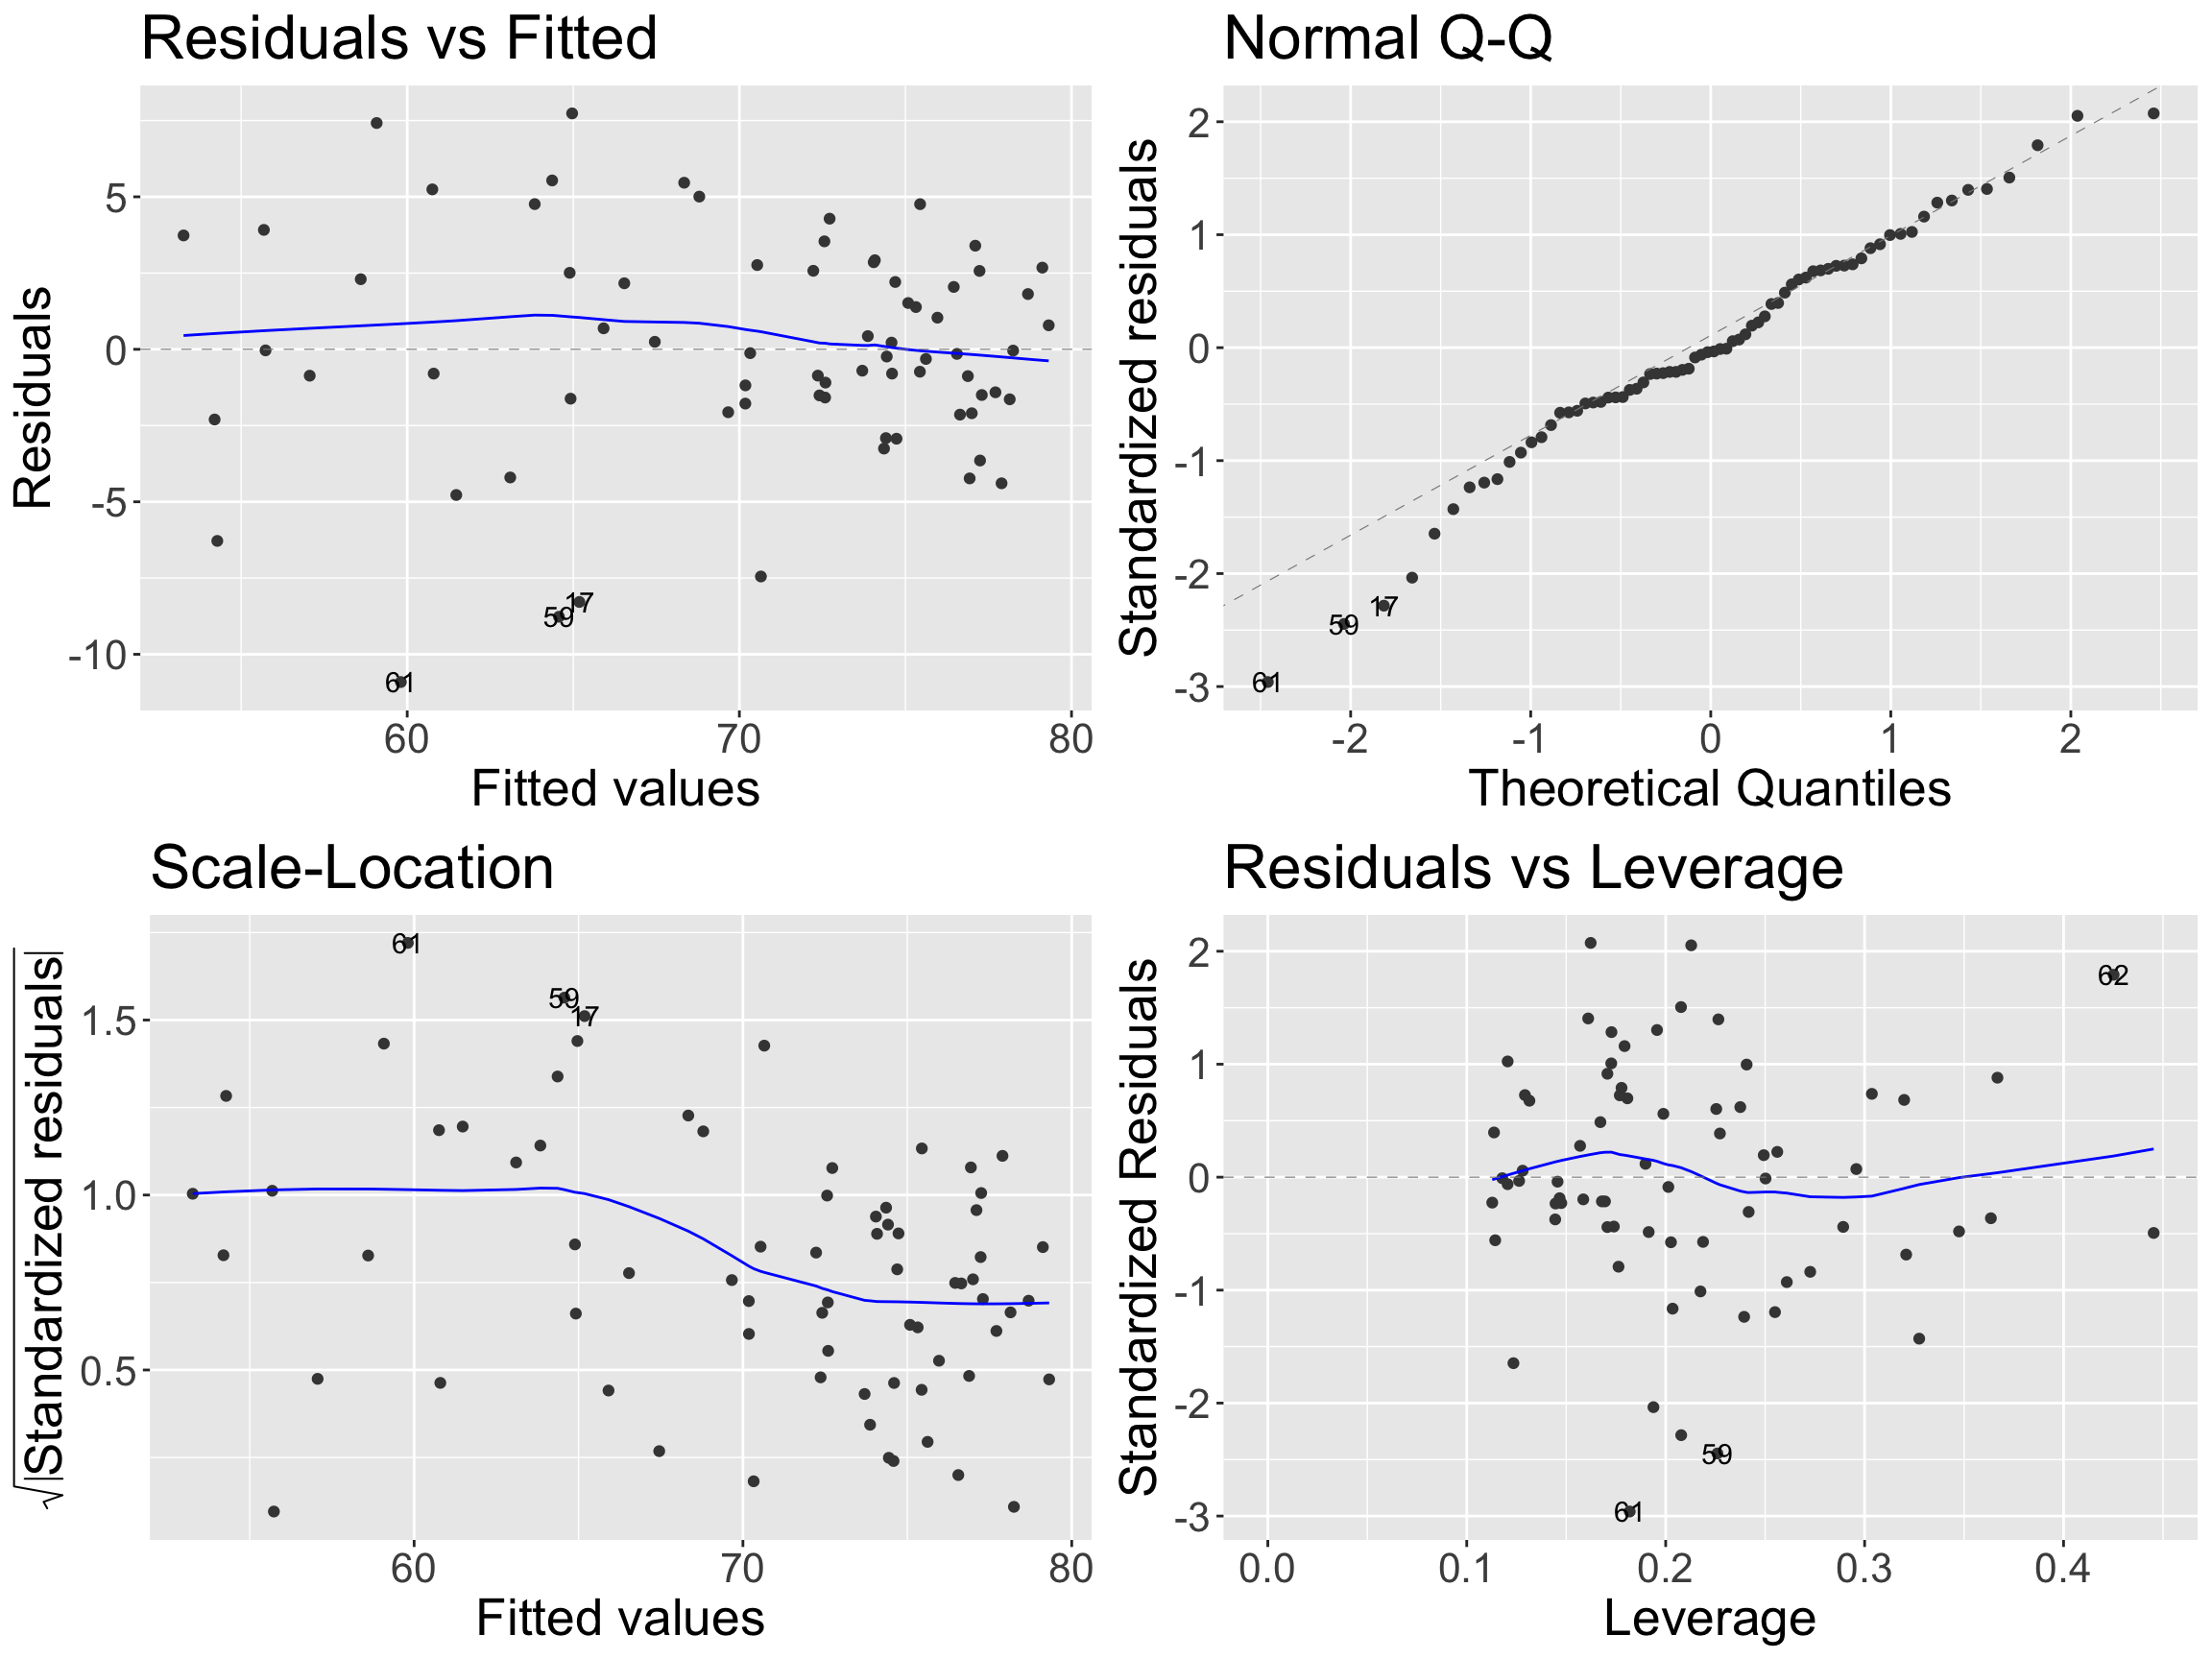 Residuals vs Fitted
Residuals
5
0
-5
-10
17
59
61
60 70 80
Fitted values
Normal Q-Q
Standardized residuals
2
1
0
-1
-2
-3
17
59
61
-2 -1 0 1 2
Theoretical Quantiles
Scale-Location
√|Standardized residuals|
1.5
1.0
0.5
61
59
17
60 70 80
Fitted values
Residuals vs Leverage
Standardized Residuals
2
1
0
-1
-2
-3
62
59
61
0.0 0.1 0.2 0.3 0.4
Leverage